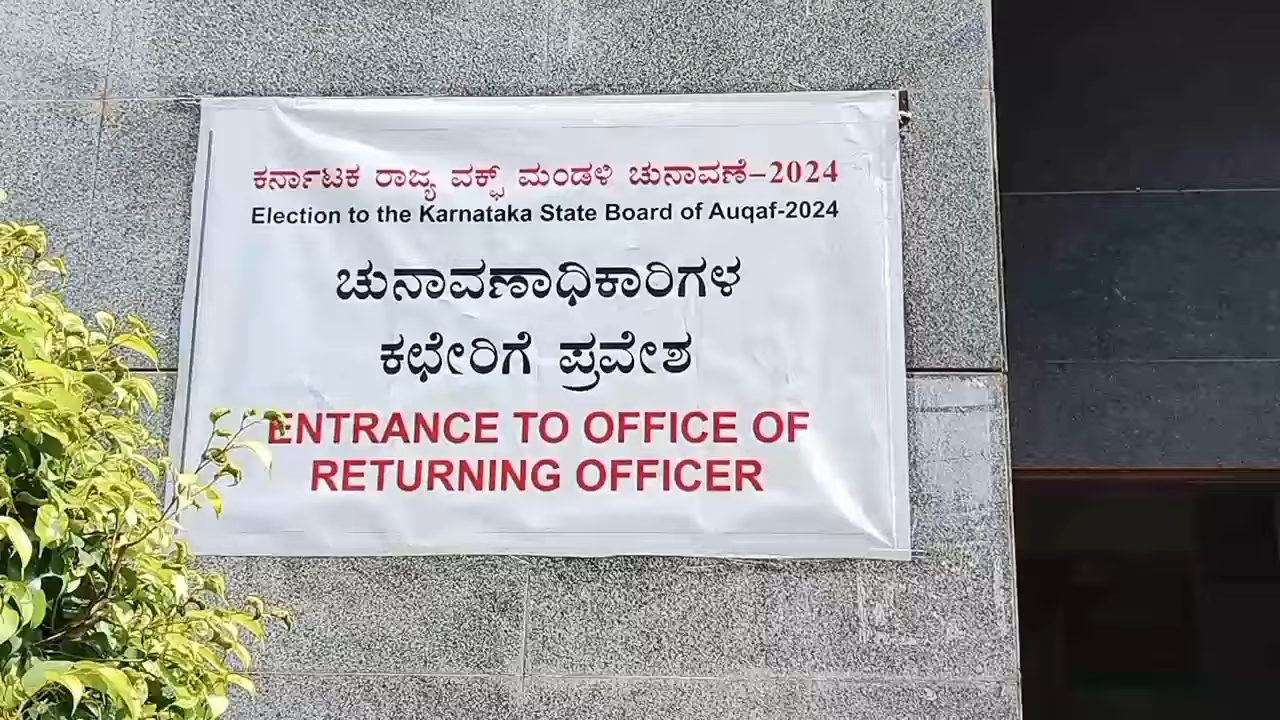 ಕರ್ನಾಟಕ ರಾಜ್ಯ ವಕ್ಫ್ ಮಂಡಳಿ ಚುನಾವಣೆ-2024
Election to the Karnataka State Board of Auqaf-2024
ಚುನಾವಣಾಧಿಕಾರಿಗಳ
ಕಛೇರಿಗೆ ಪ್ರವೇಶ
ENTRANCE TO OFFICE OF
RETURNING OFFICER